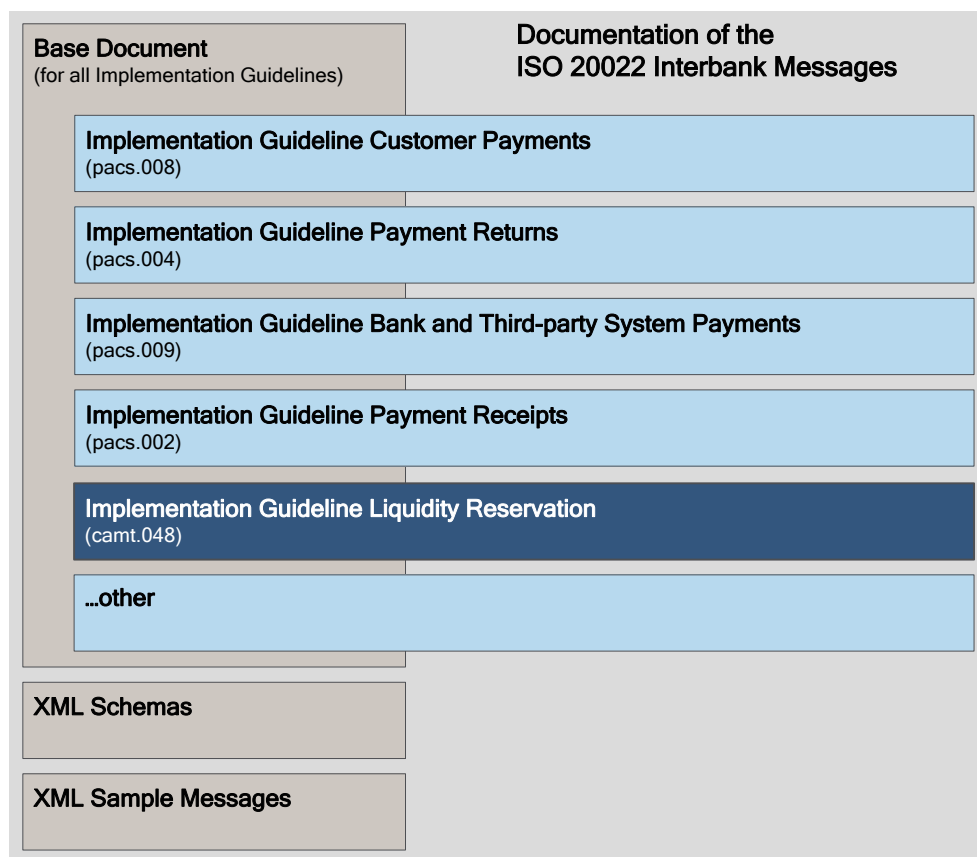 Base Document
(for all Implementation Guidelines)
Documentation of the
ISO 20022 Interbank Messages
Implementation Guideline Customer Payments
(pacs.008)
Implementation Guideline Payment Returns
(pacs.004)
Implementation Guideline Bank and Third-party System Payments
(pacs.009)
Implementation Guideline Payment Receipts
(pacs.002)
Implementation Guideline Liquidity Reservation
(camt.048)
…other
XML Schemas
XML Sample Messages